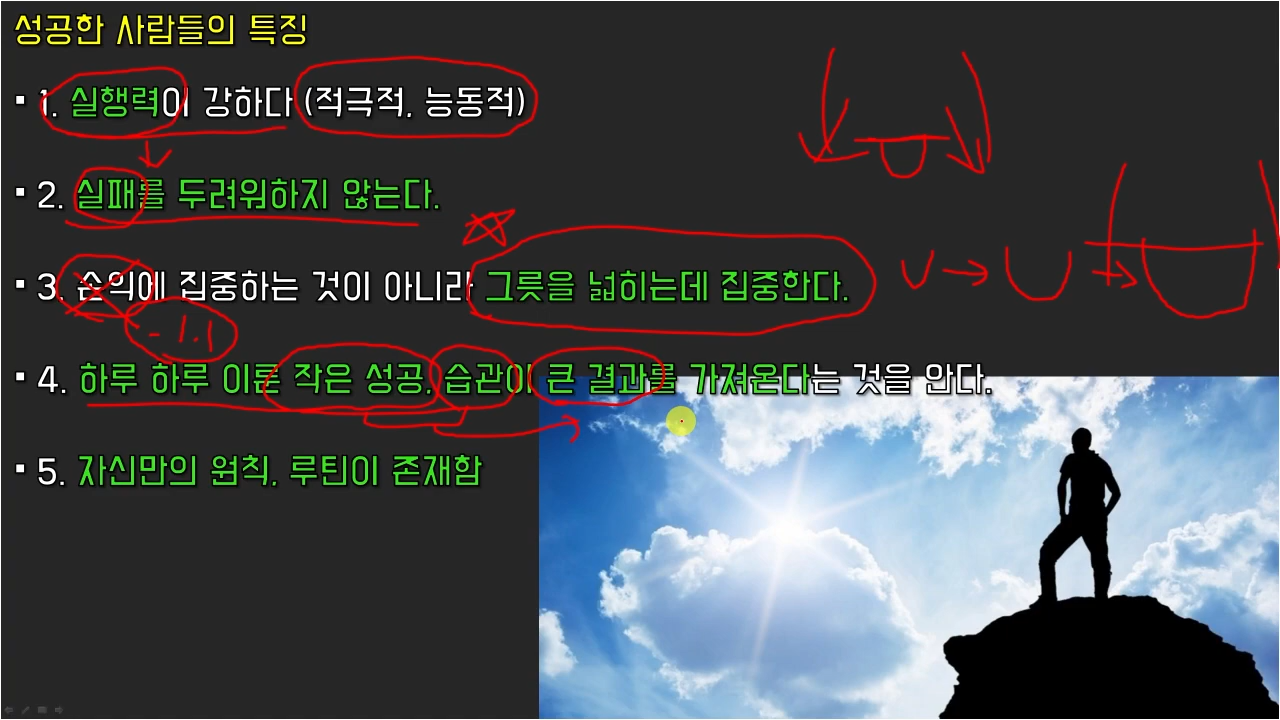 성공한 사람들의 특징
▪ 1. 실행력이 강하다 (적극적, 능동적)
▪ 2. 실패를 두려워하지 않는다.
▪ 3. 손익에 집중하는 것이 아니라 그릇을 넓히는데 집중한다.
- 1.1
▪ 4. 하루 하루 이룬 작은 성공, 습관이 큰 결과를 가져온다는 것을 안다.
▪ 5. 자신만의 원칙, 루틴이 존재함